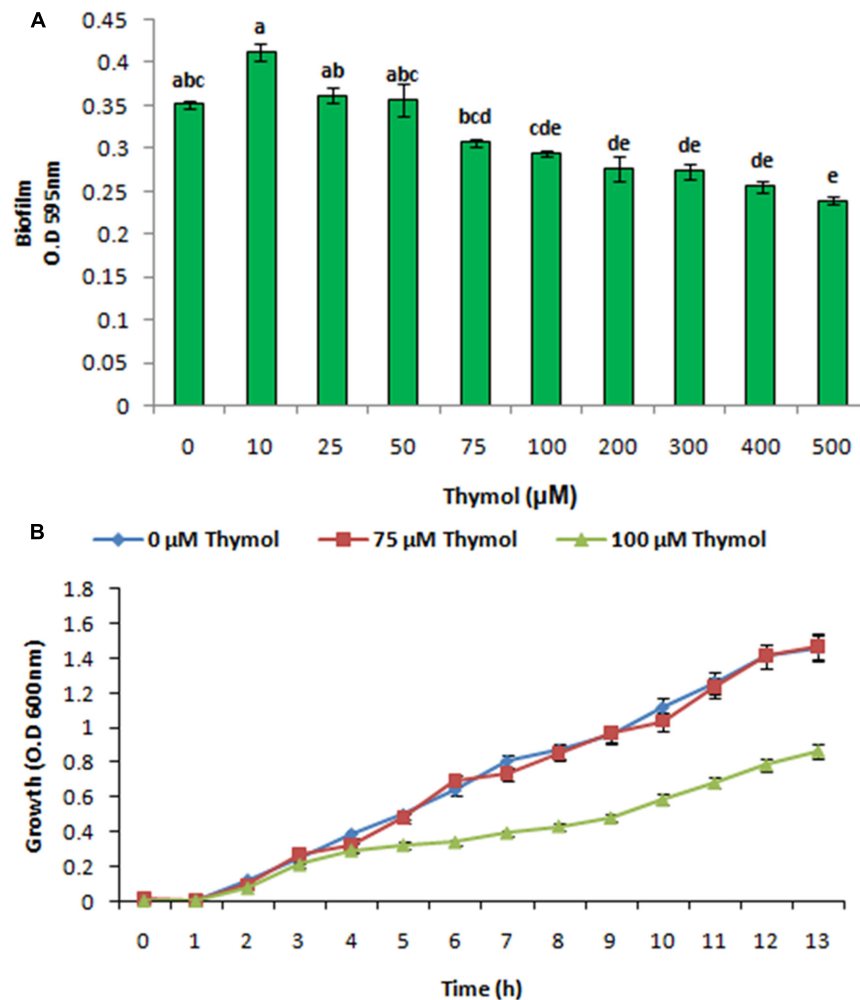 A
0.45
0.4
0.35
0.3
0.25
0.2
0.15
0.1
0.05
0
Biofilm
O.D 595nm
abc
a
ab
abc
bcd
cde
de
de
de
e
0 10 25 50 75 100 200 300 400 500
Thymol (µM)
B
0 µM Thymol 75 µM Thymol 100 µM Thymol
1.8
1.6
1.4
1.2
1
0.8
0.6
0.4
0.2
0
Growth (O.D 600nm)
0 1 2 3 4 5 6 7 8 9 10 11 12 13
Time (h)